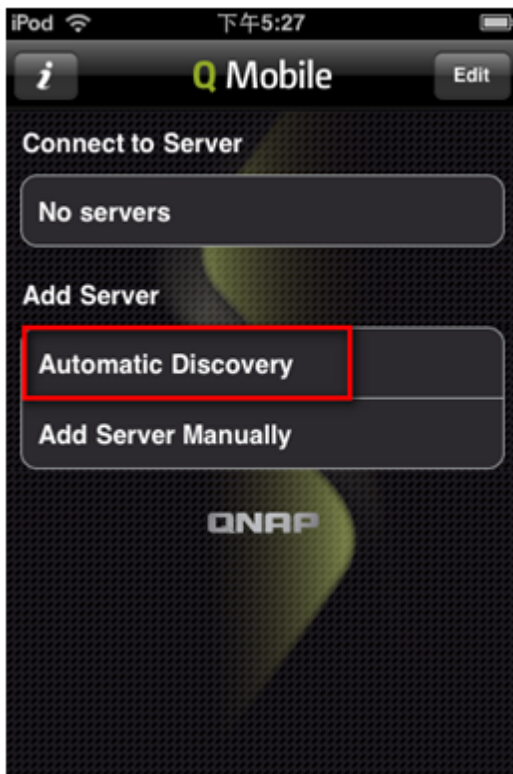 iPod 下午5:27
i Q Mobile Edit
Connect to Server
No servers
Add Server
Automatic Discovery
Add Server Manually
QNAP